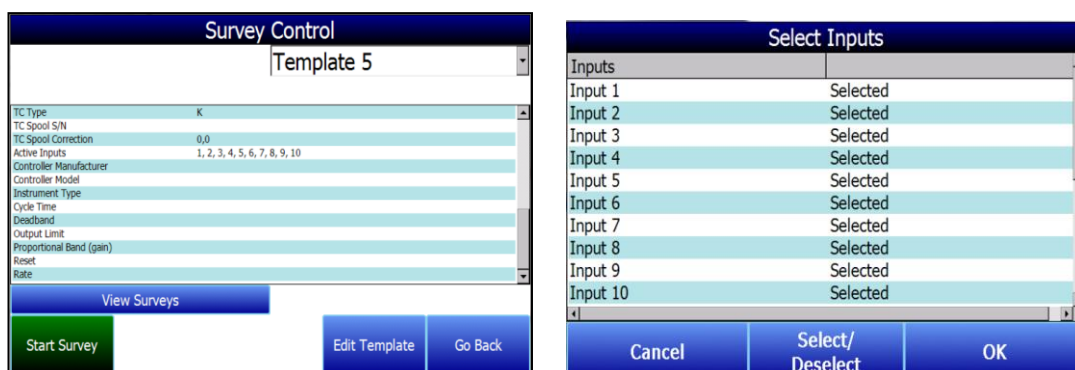 Survey Control
Template 5
TC Type K
TC Spool S/N
TC Spool Correction 0,0
Active Inputs 1, 2, 3, 4, 5, 6, 7, 8, 9, 10
Controller Manufacturer
Controller Model
Instrument Type
Cycle Time
Deadband
Output Limit
Proportional Band (gain)
Reset
Rate
View Surveys
Start Survey Edit Template Go Back
Select Inputs
Inputs
Input 1 Selected
Input 2 Selected
Input 3 Selected
Input 4 Selected
Input 5 Selected
Input 6 Selected
Input 7 Selected
Input 8 Selected
Input 9 Selected
Input 10 Selected
Cancel Select/ OK
Deselect